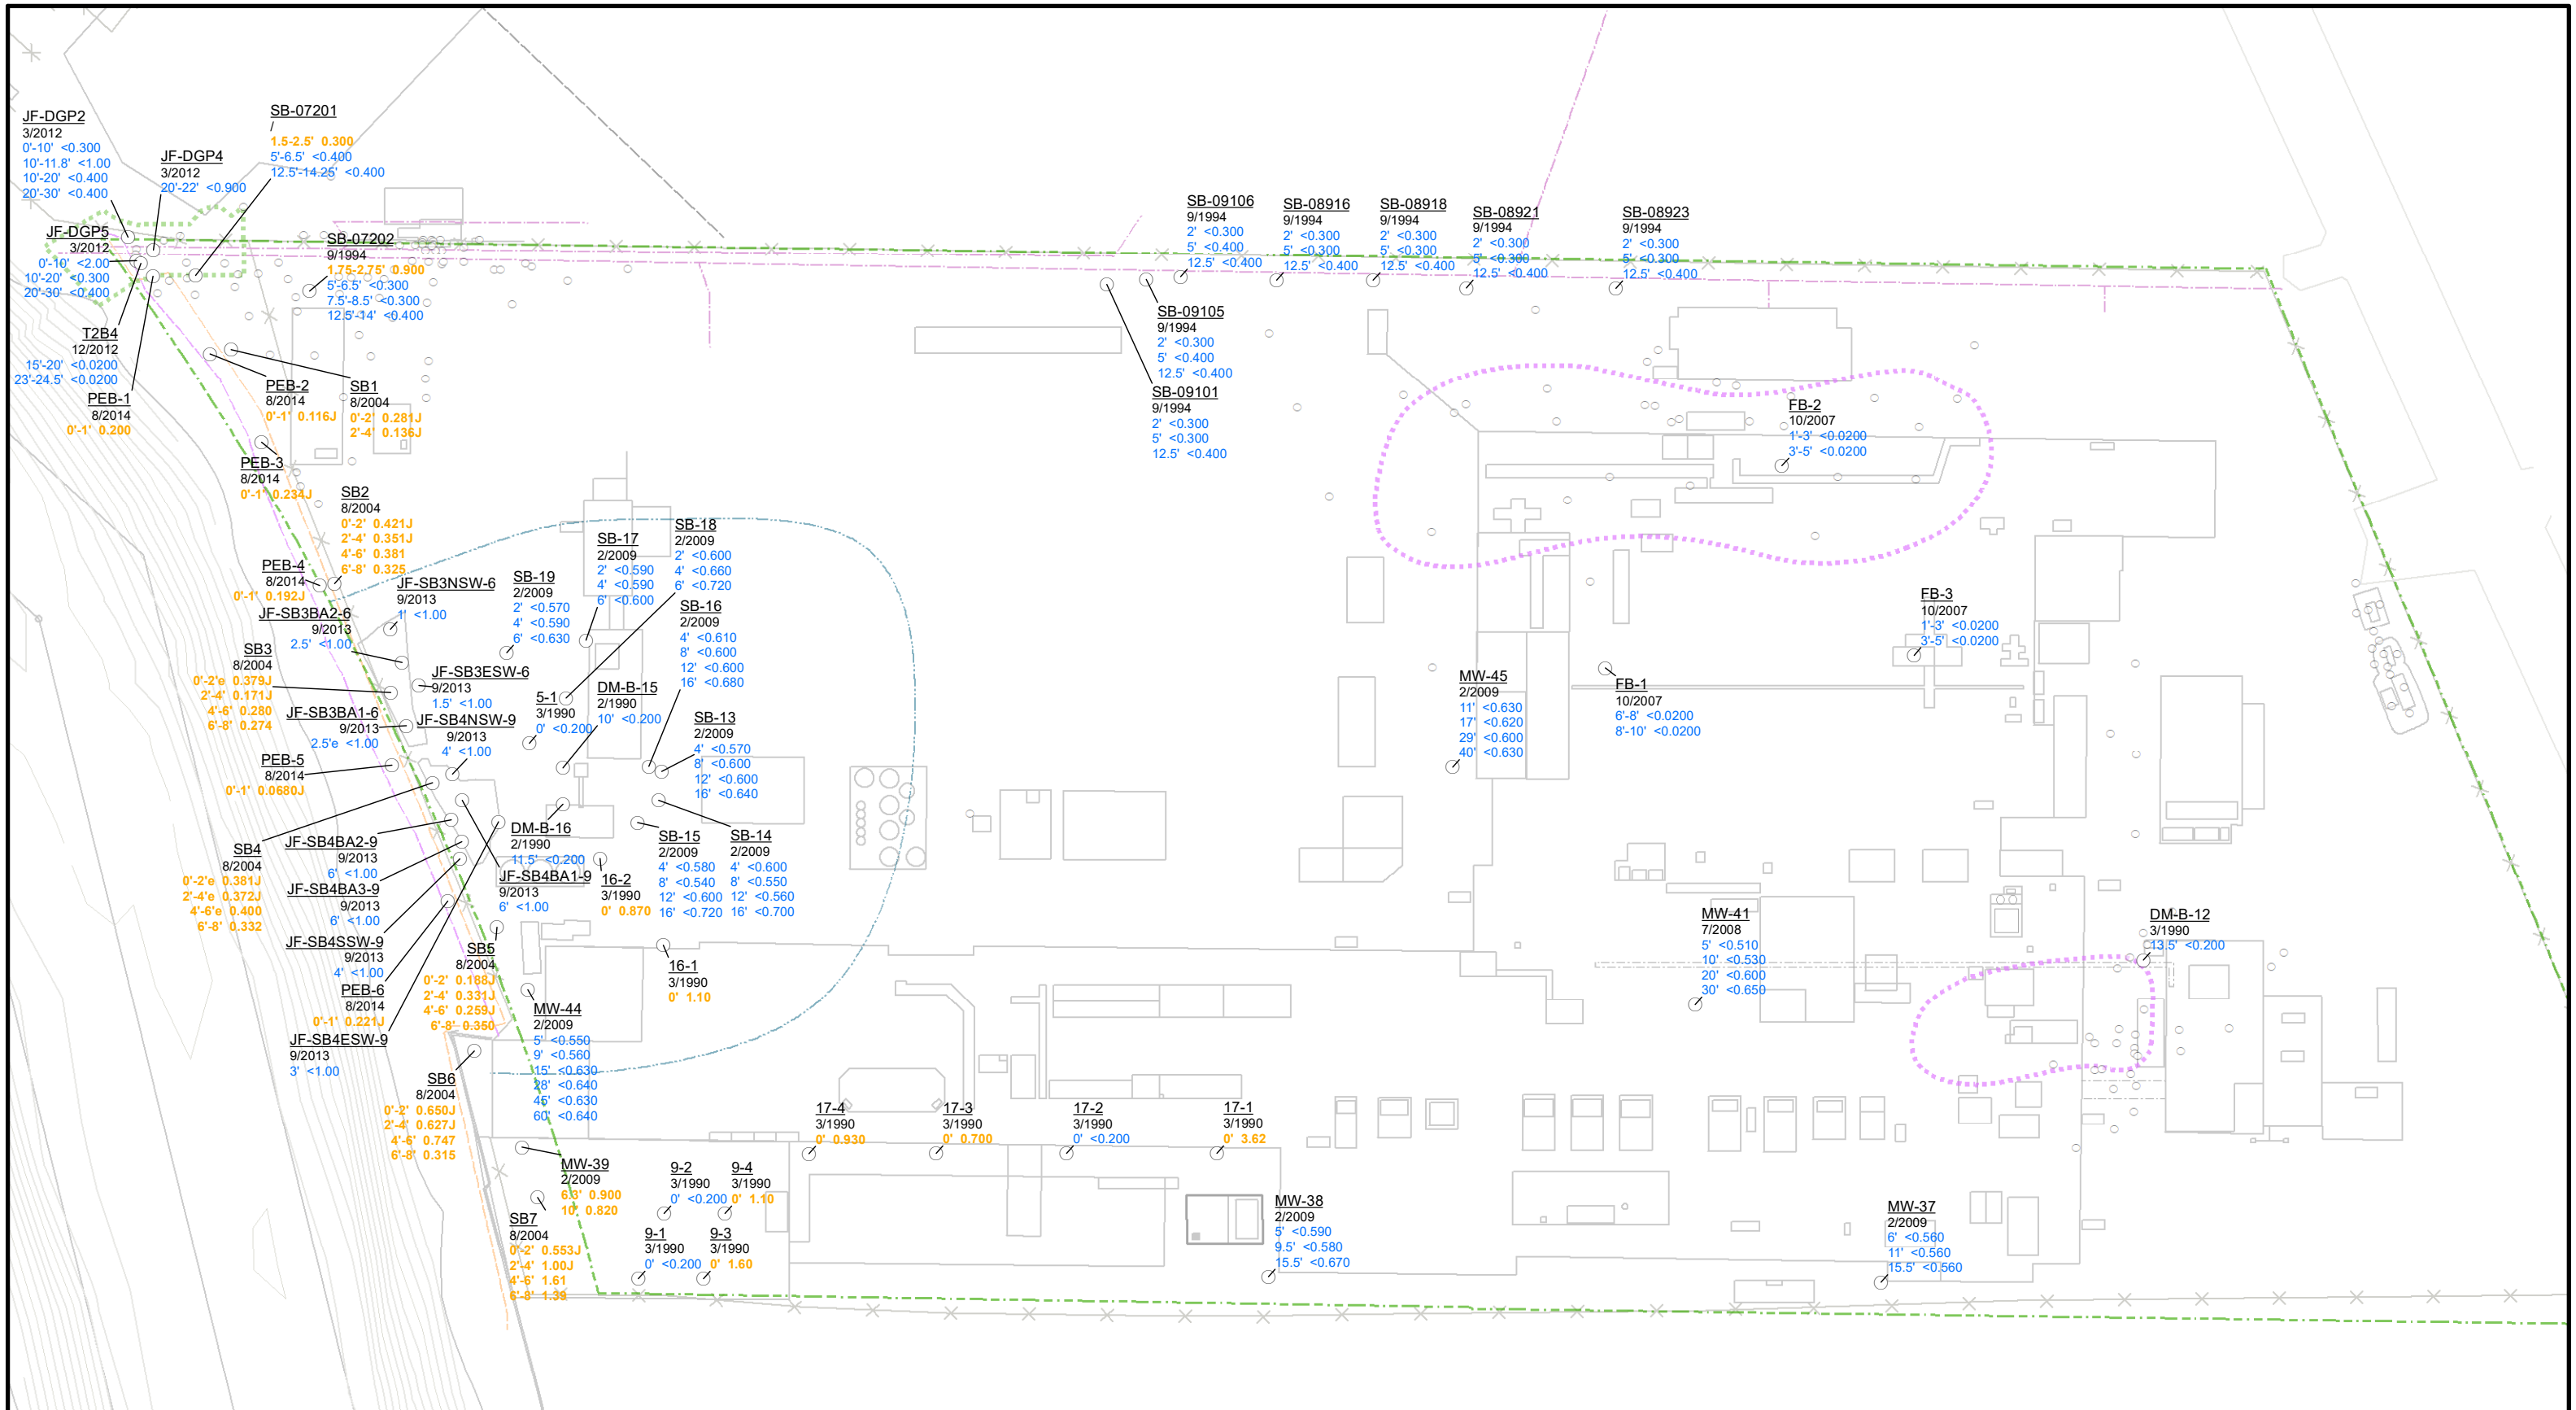 JF-DGP2
3/2012
0'-10' <0.300
10'-11.8' <1.00
10'-20' <0.400
20'-30' <0.400
JF-DGP4
3/2012
20'-22' <0.900
SB-07201
/
1.5-2.5' 0.300
5'-6.5' <0.400
12.5'-14.25' <0.400
JF-DGP5
3/2012
0'-10' <2.00
10'-20' <0.300
20'-30' <0.400
SB-07202
9/1994
1.75-2.75' 0.900
5'-6.5' <0.300
7.5'-8.5' <0.300
12.5'-14' <0.400
T2B4
12/2012
15'-20' <0.0200
23'-24.5' <0.0200
PEB-1
8/2014
0'-1' 0.200
PEB-2
8/2014
0'-1' 0.116J
SB1
8/2004
0'-2' 0.281J
2'-4' 0.136J
PEB-3
8/2014
0'-1' 0.234J
SB2
8/2004
0'-2' 0.421J
2'-4' 0.351J
4'-6' 0.381
6'-8' 0.325
PEB-4
8/2014
0'-1' 0.192J
JF-SB3NSW-6
9/2013
1' <1.00
JF-SB3BA2-6
9/2013
2.5' <1.00
SB3
8/2004
0'-2'e 0.379J
2'-4' 0.171J
4'-6' 0.280
6'-8' 0.274
JF-SB3ESW-6
9/2013
1.5' <1.00
JF-SB3BA1-6
9/2013
2.5'e <1.00
JF-SB4NSW-9
9/2013
4' <1.00
PEB-5
8/2014
0'-1' 0.0680J
SB4
8/2004
0'-2'e 0.381J
2'-4'e 0.372J
4'-6'e 0.400
6'-8' 0.332
JF-SB4BA2-9
9/2013
6' <1.00
JF-SB4BA3-9
9/2013
6' <1.00
JF-SB4SSW-9
9/2013
4' <1.00
PEB-6
8/2014
0'-1' 0.221J
JF-SB4ESW-9
9/2013
3' <1.00
JF-SB4BA1-9
9/2013
6' <1.00
SB5
8/2004
0'-2' 0.188J
2'-4' 0.331J
4'-6' 0.259J
6'-8' 0.350
SB6
8/2004
0'-2' 0.650J
2'-4' 0.627J
4'-6' 0.747
6'-8' 0.315
SB7
8/2004
0'-2' 0.553J
2'-4' 1.00J
4'-6' 1.61
6'-8' 1.39
SB-19
2/2009
2' <0.570
4' <0.590
6' <0.630
SB-17
2/2009
2' <0.590
4' <0.590
6' <0.600
SB-18
2/2009
2' <0.600
4' <0.660
6' <0.720
SB-16
2/2009
4' <0.610
8' <0.600
12' <0.600
16' <0.680
5-1
3/1990
0' <0.200
DM-B-15
2/1990
10' <0.200
SB-13
2/2009
4' <0.570
8' <0.600
12' <0.600
16' <0.640
DM-B-16
2/1990
11.5' <0.200
SB-15
2/2009
4' <0.580
8' <0.540
12' <0.600
16' <0.720
SB-14
2/2009
4' <0.600
8' <0.550
12' <0.560
16' <0.700
16-2
3/1990
0' 0.870
16-1
3/1990
0' 1.10
MW-44
2/2009
5' <0.550
9' <0.560
15' <0.630
28' <0.640
45' <0.630
60' <0.640
MW-39
2/2009
6.3' 0.900
10' 0.820
9-2
3/1990
0' <0.200
9-4
3/1990
0' 1.10
9-1
3/1990
0' <0.200
9-3
3/1990
0' 1.60
17-4
3/1990
0' 0.930
17-3
3/1990
0' 0.700
17-2
3/1990
0' <0.200
17-1
3/1990
0' 3.62
SB-09106
9/1994
2' <0.300
5' <0.400
12.5' <0.400
SB-08916
9/1994
2' <0.300
5' <0.300
12.5' <0.400
SB-08918
9/1994
2' <0.300
5' <0.300
12.5' <0.400
SB-08921
9/1994
2' <0.300
5' <0.300
12.5' <0.400
SB-08923
9/1994
2' <0.300
5' <0.300
12.5' <0.400
SB-09105
9/1994
2' <0.300
5' <0.400
12.5' <0.400
SB-09101
9/1994
2' <0.300
5' <0.300
12.5' <0.400
FB-2
10/2007
1'-3' <0.0200
3'-5' <0.0200
FB-3
10/2007
1'-3' <0.0200
3'-5' <0.0200
MW-45
2/2009
11' <0.630
17' <0.620
29' <0.600
40' <0.630
FB-1
10/2007
6'-8' <0.0200
8'-10' <0.0200
MW-41
7/2008
5' <0.510
10' <0.530
20' <0.600
30' <0.650
DM-B-12
3/1990
13.5' <0.200
MW-38
2/2009
5' <0.590
9.5' <0.580
15.5' <0.670
MW-37
2/2009
6' <0.560
11' <0.560
15.5' <0.560